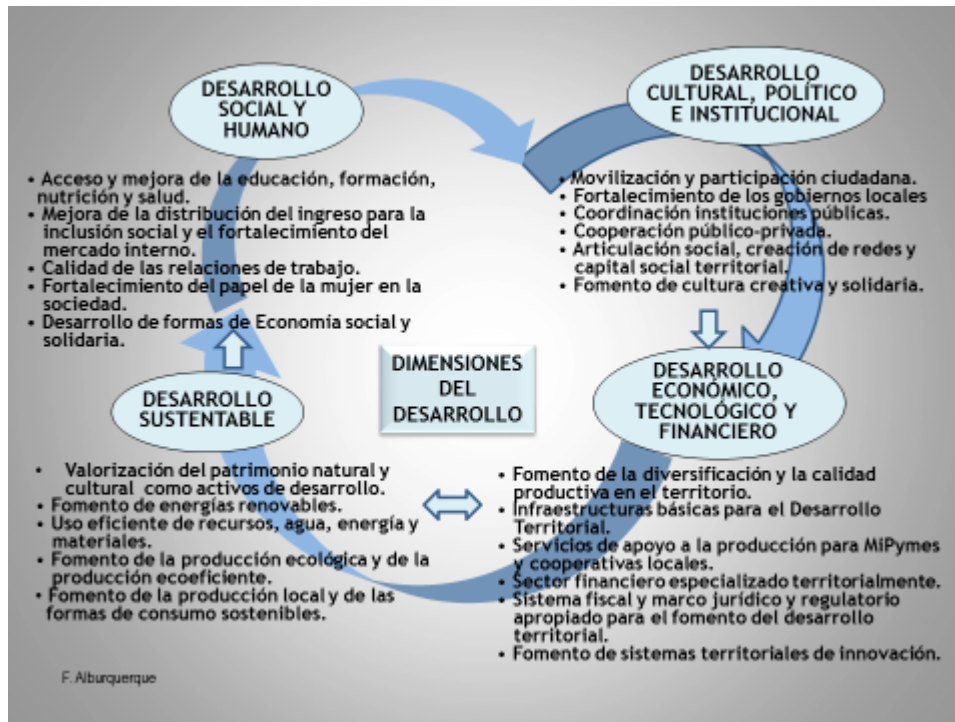 DESARROLLO
SOCIAL Y
HUMANO
• Acceso y mejora de la educación, formación,
nutrición y salud.
• Mejora de la distribución del ingreso para la
inclusión social y el fortalecimiento del
mercado interno.
• Calidad de las relaciones de trabajo.
• Fortalecimiento del papel de la mujer en la
sociedad.
• Desarrollo de formas de Economía social y
solidaria.
DESARROLLO
CULTURAL, POLÍTICO
E INSTITUCIONAL
• Movilización y participación ciudadana.
• Fortalecimiento de los gobiernos locales
• Coordinación instituciones públicas.
• Cooperación público-privada.
• Articulación social, creación de redes y
capital social territorial.
• Fomento de cultura creativa y solidaria.
DIMENSIONES
DEL
DESARROLLO
DESARROLLO
SUSTENTABLE
• Valorización del patrimonio natural y
cultural como activos de desarrollo.
• Fomento de energías renovables.
• Uso eficiente de recursos, agua, energía y
materiales.
• Fomento de la producción ecológica y de la
producción ecoeficiente.
• Fomento de la producción local y de las
formas de consumo sostenibles.
DESARROLLO
ECONÓMICO,
TECNOLÓGICO Y
FINANCIERO
• Fomento de la diversificación y la calidad
productiva en el territorio.
• Infraestructuras básicas para el Desarrollo
Territorial.
• Servicios de apoyo a la producción para MiPymes
y cooperativas locales.
• Sector financiero especializado territorialmente.
• Sistema fiscal y marco jurídico y regulatorio
apropiado para el fomento del desarrollo
territorial.
• Fomento de sistemas territoriales de innovación.
F. Alburquerque